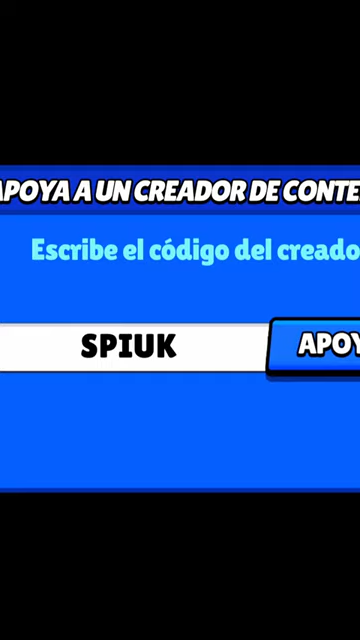 APOYA A UN CREADOR DE CONTE
Escribe el código del creado
SPIUK
APOY